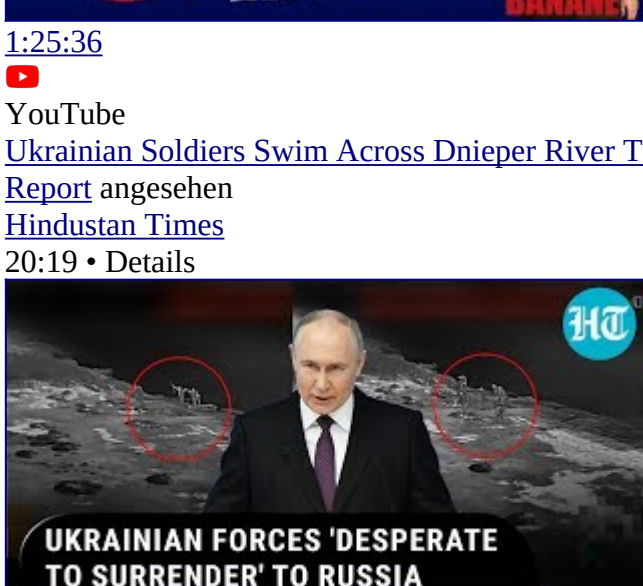 BANANE
1:25:36
YouTube
Ukrainian Soldiers Swim Across Dnieper River T
Report angesehen
Hindustan Times
20:19 • Details
HT
UKRAINIAN FORCES 'DESPERATE
TO SURRENDER' TO RUSSIA